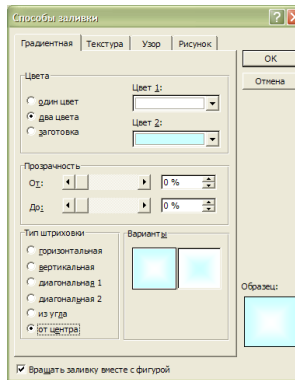 Способы заливки
Градиентная Текстура Узор Рисунок
ОК
Отмена
Цвета
один цвет
два цвета
заготовка
Цвет 1:
Цвет 2:
Прозрачность
От: 0 %
До: 0 %
Тип штриховки
горизонтальная
вертикальная
диагональная 1
диагональная 2
из угла
от центра
Варианты
Образец:
Вращать заливку вместе с фигурой